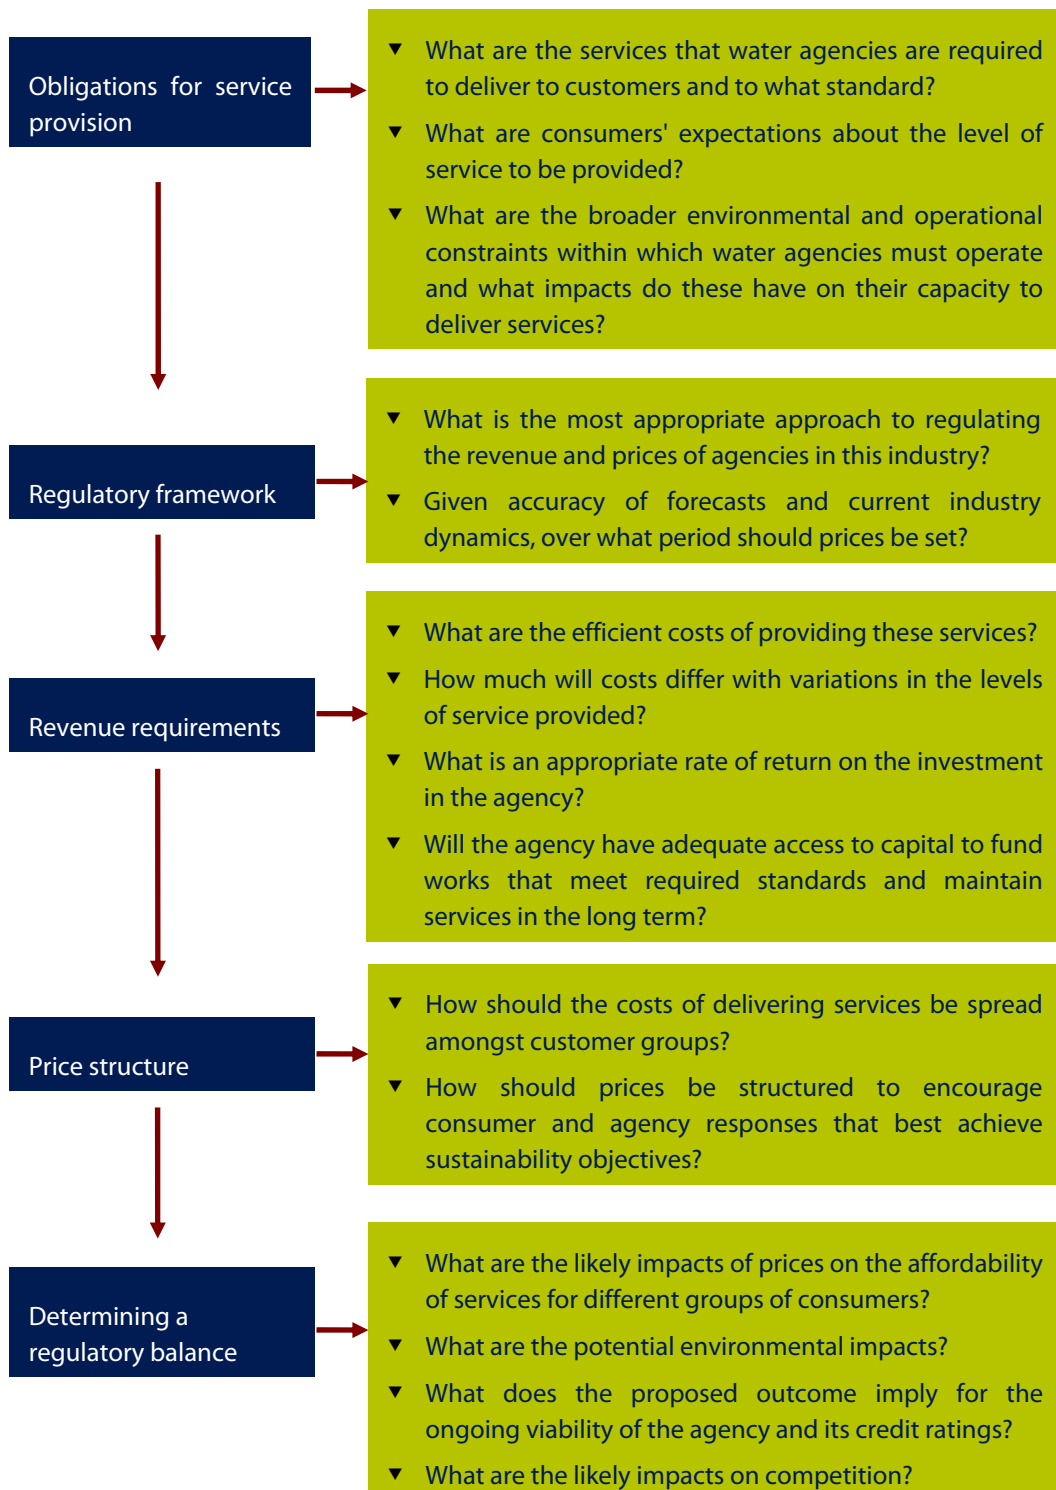 Obligations for service
provision
▼ What are the services that water agencies are required
to deliver to customers and to what standard?
▼ What are consumers' expectations about the level of
service to be provided?
▼ What are the broader environmental and operational
constraints within which water agencies must operate
and what impacts do these have on their capacity to
deliver services?
Regulatory framework
▼ What is the most appropriate approach to regulating
the revenue and prices of agencies in this industry?
▼ Given accuracy of forecasts and current industry
dynamics, over what period should prices be set?
Revenue requirements
▼ What are the efficient costs of providing these services?
▼ How much will costs differ with variations in the levels
of service provided?
▼ What is an appropriate rate of return on the investment
in the agency?
▼ Will the agency have adequate access to capital to fund
works that meet required standards and maintain
services in the long term?
Price structure
▼ How should the costs of delivering services be spread
amongst customer groups?
▼ How should prices be structured to encourage
consumer and agency responses that best achieve
sustainability objectives?
Determining a
regulatory balance
▼ What are the likely impacts of prices on the affordability
of services for different groups of consumers?
▼ What are the potential environmental impacts?
▼ What does the proposed outcome imply for the
ongoing viability of the agency and its credit ratings?
▼ What are the likely impacts on competition?